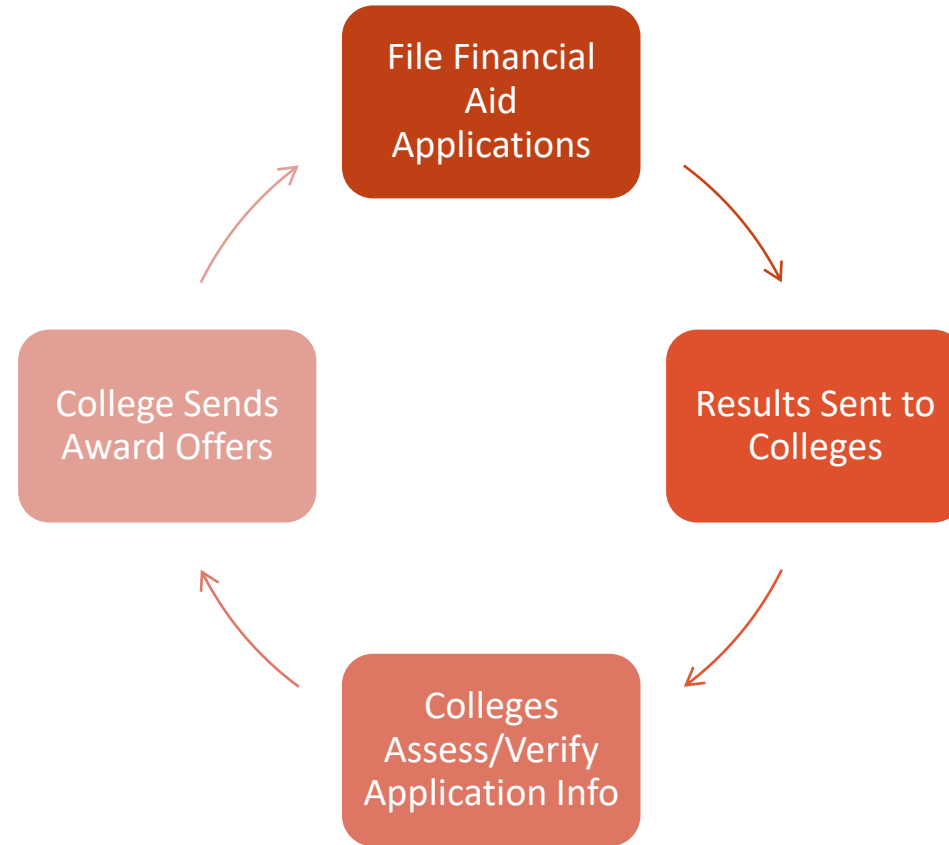 File Financial
Aid
Applications
Results Sent to
Colleges
Colleges
Assess/Verify
Application Info
College Sends
Award Offers